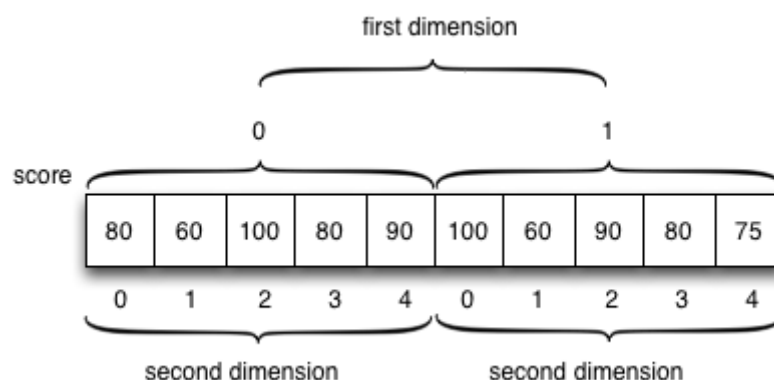 first dimension
0 1
score
80 60 100 80 90 100 60 90 80 75
0 1 2 3 4 0 1 2 3 4
second dimension second dimension